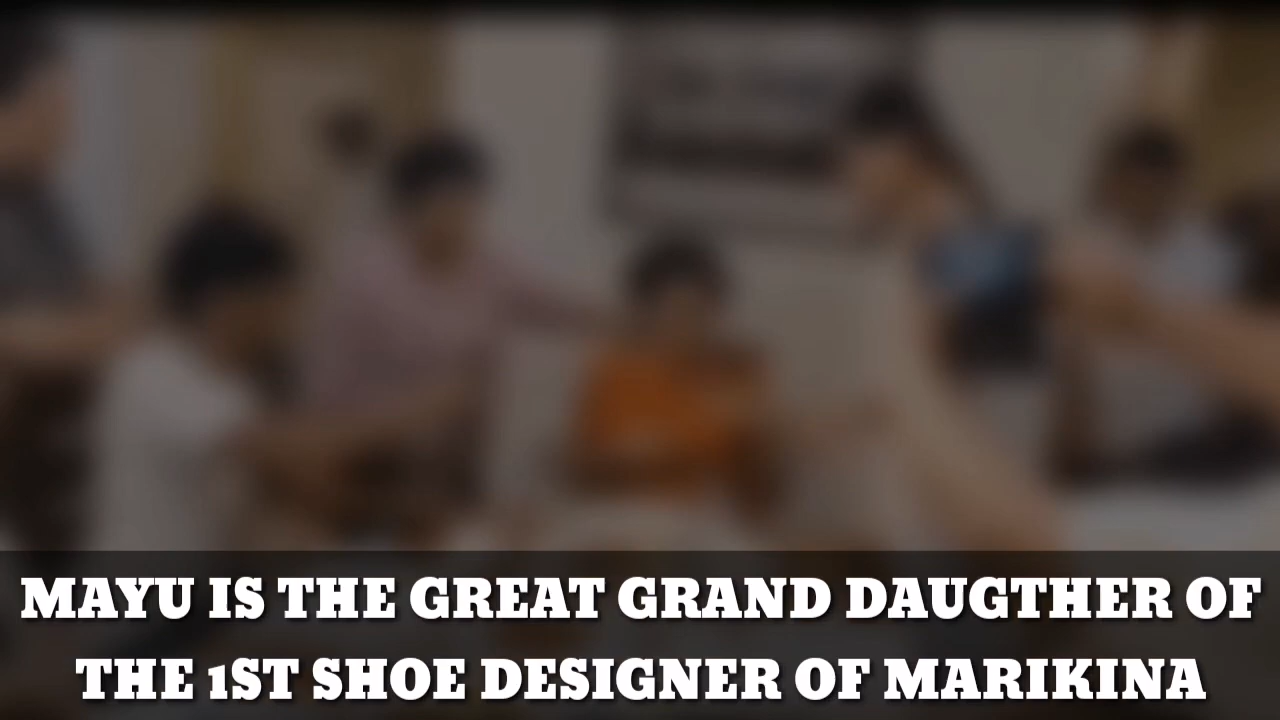 MAYU IS THE GREAT GRAND DAUGTHER OF
THE 1ST SHOE DESIGNER OF MARIKINA